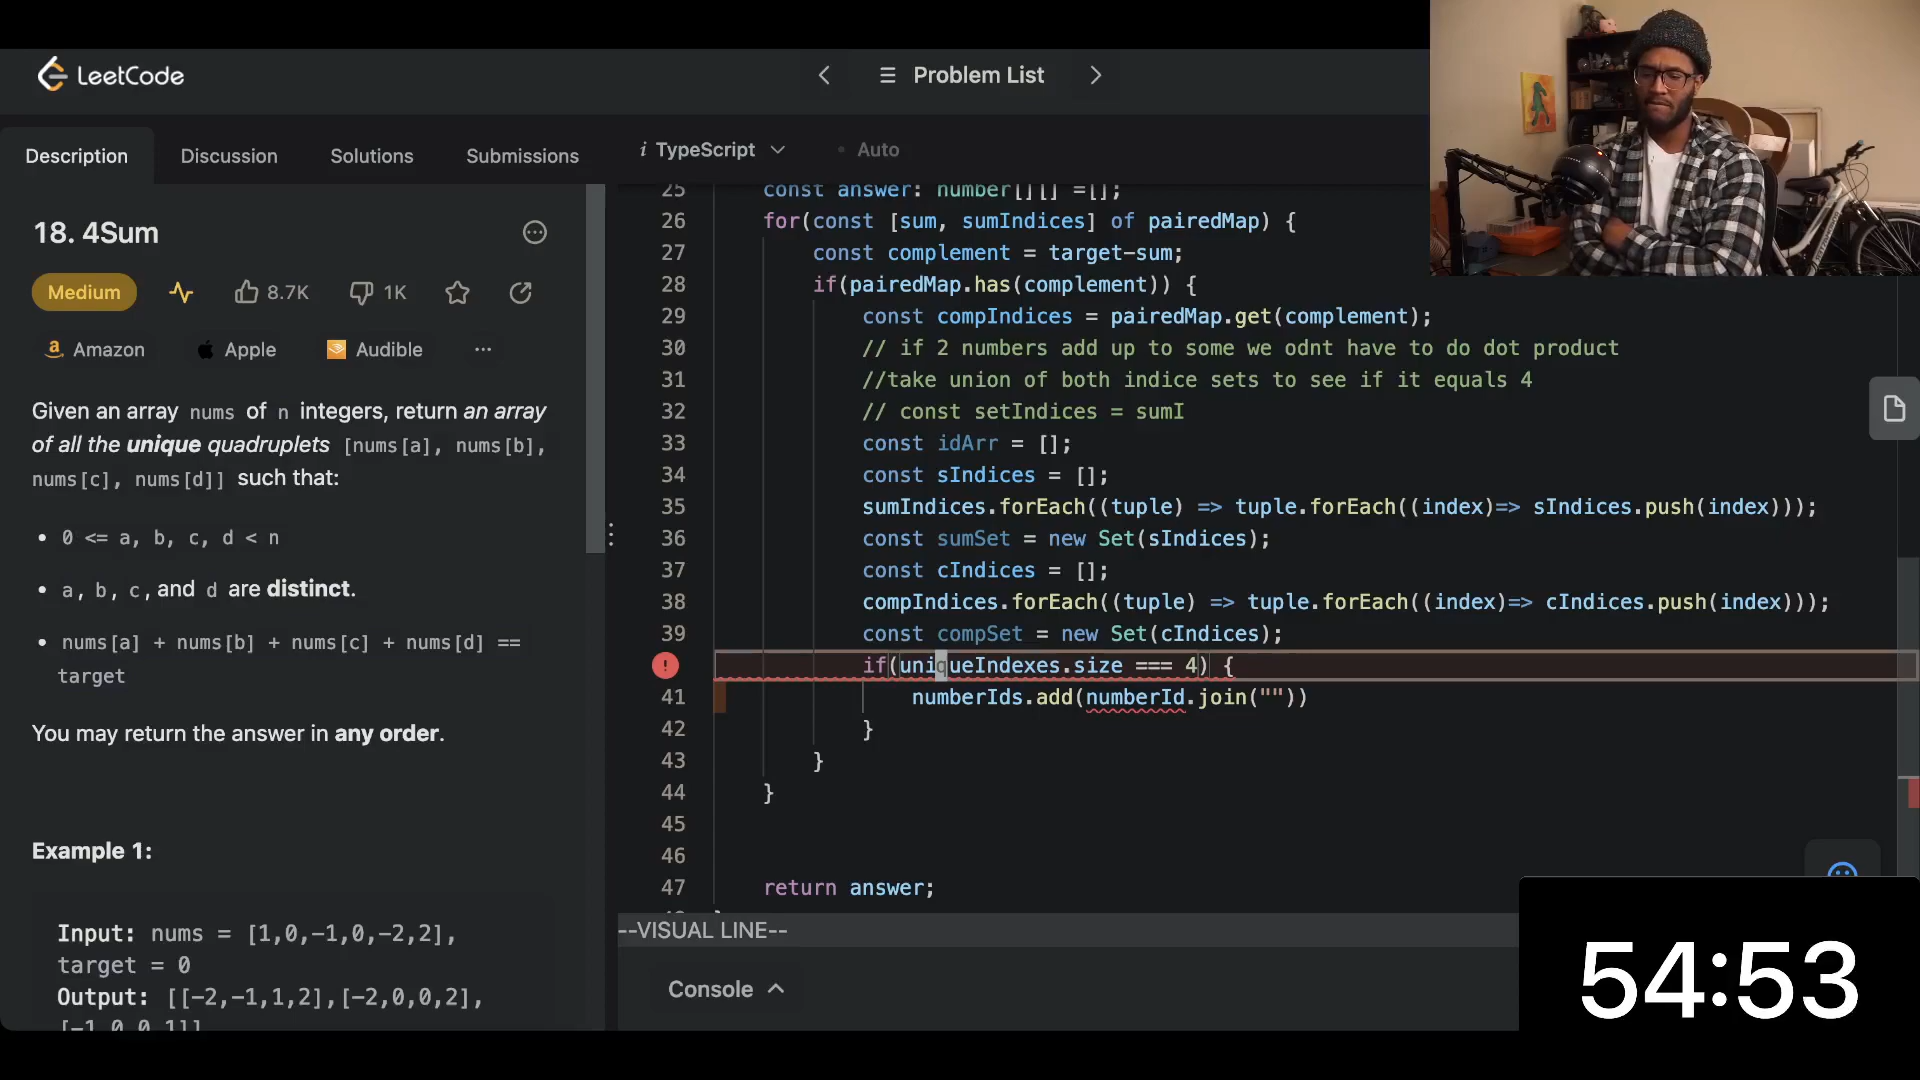 LeetCode
Problem List
Description
Discussion
Solutions
Submissions
i TypeScript
Auto
18. 4Sum
Medium
8.7K
1K
Amazon
Apple
Audible
Given an array nums of n integers, return an array
of all the unique quadruplets [nums[a], nums[b],
nums[c], nums[d]] such that:
• 0 <= a, b, c, d < n
• a, b, c, and d are distinct.
• nums[a] + nums[b] + nums[c] + nums[d] ==
target
You may return the answer in any order.
Example 1:
Input: nums = [1,0,-1,0,-2,2],
target = 0
Output: [[-2,-1,1,2],[-2,0,0,2],
[-1,0,0,1]]
25 const answer: number[][] =[];
26 for(const [sum, sumIndices] of pairedMap) {
27 const complement = target-sum;
28 if(pairedMap.has(complement)) {
29 const compIndices = pairedMap.get(complement);
30 // if 2 numbers add up to some we odnt have to do dot product
31 //take union of both indice sets to see if it equals 4
32 // const setIndices = sumI
33 const idArr = [];
34 const sIndices = [];
35 sumIndices.forEach((tuple) => tuple.forEach((index)=> sIndices.push(index)));
36 const sumSet = new Set(sIndices);
37 const cIndices = [];
38 compIndices.forEach((tuple) => tuple.forEach((index)=> cIndices.push(index)));
39 const compSet = new Set(cIndices);
if(uniqueIndexes.size === 4) {
41 numberIds.add(numberId.join(""))
42 }
43 }
44 }
45
46
47 return answer;
--VISUAL LINE--
Console
54:53